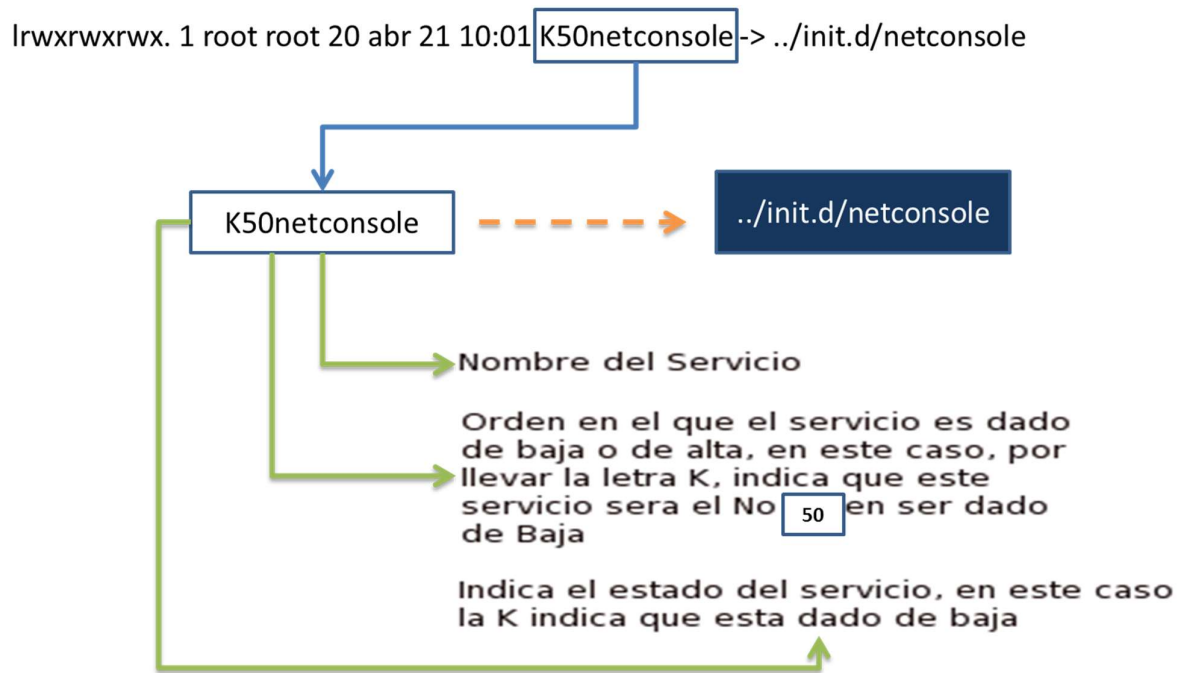 lrwxrwxrwx. 1 root root 20 abr 21 10:01 K50netconsole -> ../init.d/netconsole
K50netconsole
../init.d/netconsole
Nombre del Servicio
Orden en el que el servicio es dado
de baja o de alta, en este caso, por
llevar la letra K, indica que este
servicio sera el No 50 en ser dado
de Baja
Indica el estado del servicio, en este caso
la K indica que esta dado de baja